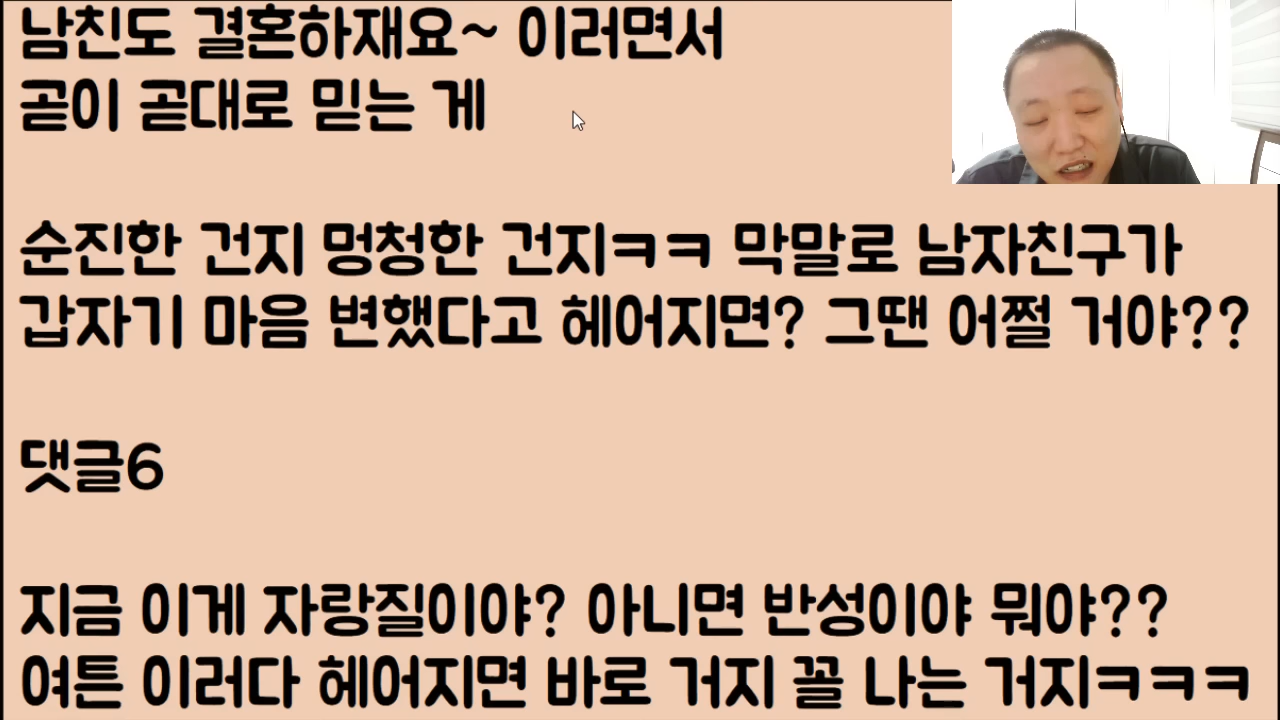 남친도 결혼하재요~ 이러면서
곧이 곧대로 믿는 게
순진한 건지 멍청한 건지ㅋㅋ 막말로 남자친구가
갑자기 마음 변했다고 헤어지면? 그땐 어쩔 거야??
댓글6
지금 이게 자랑질이야? 아니면 반성이야 뭐야??
여튼 이러다 헤어지면 바로 거지 꼴 나는 거지ㅋㅋㅋ